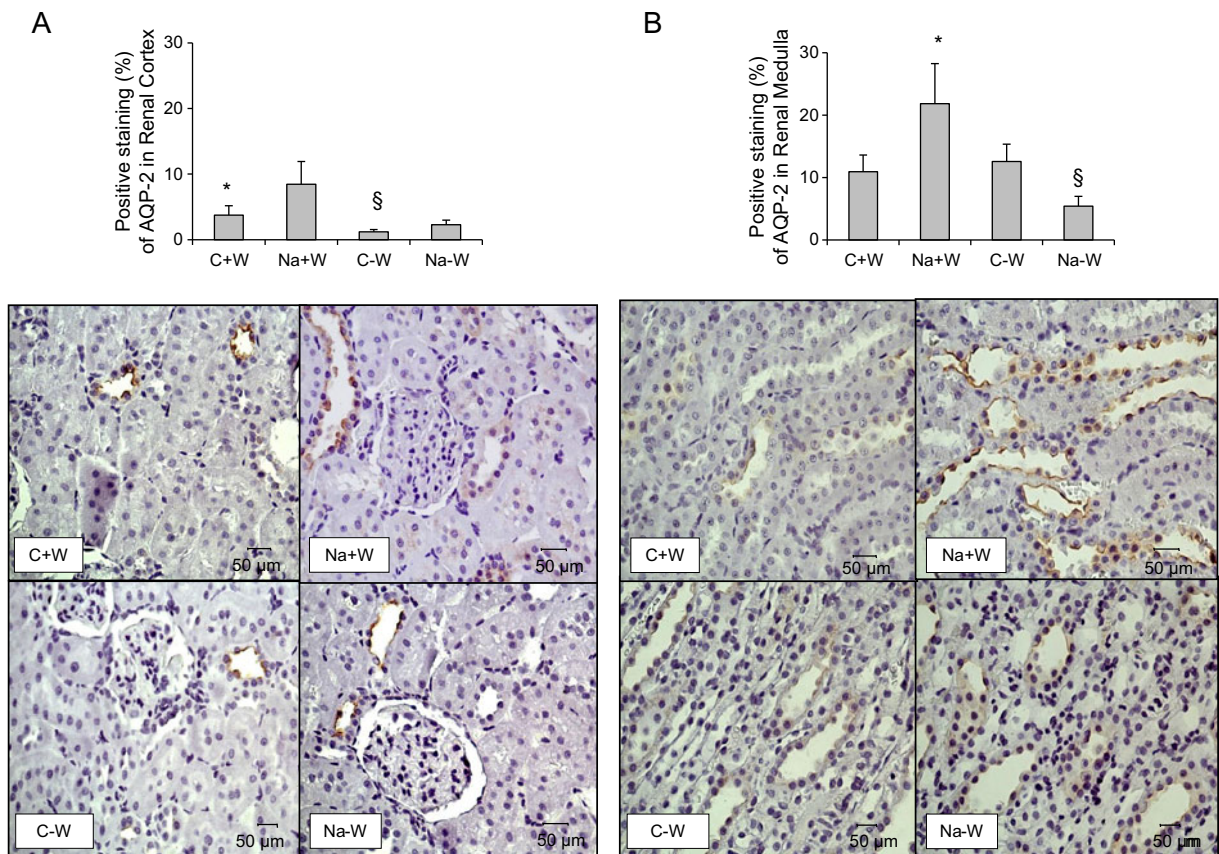 A
Positive staining (%)
of AQP-2 in Renal Cortex
30
20
10
0
*
§
C+W
Na+W
C-W
Na-W
B
Positive staining (%)
of AQP-2 in Renal Medulla
30
20
10
0
*
§
C+W
Na+W
C-W
Na-W
C+W
50 µm
Na+W
50 µm
C-W
50 µm
Na-W
50 µm
C+W
50 µm
Na+W
50 µm
C-W
50 µm
Na-W
50 µm